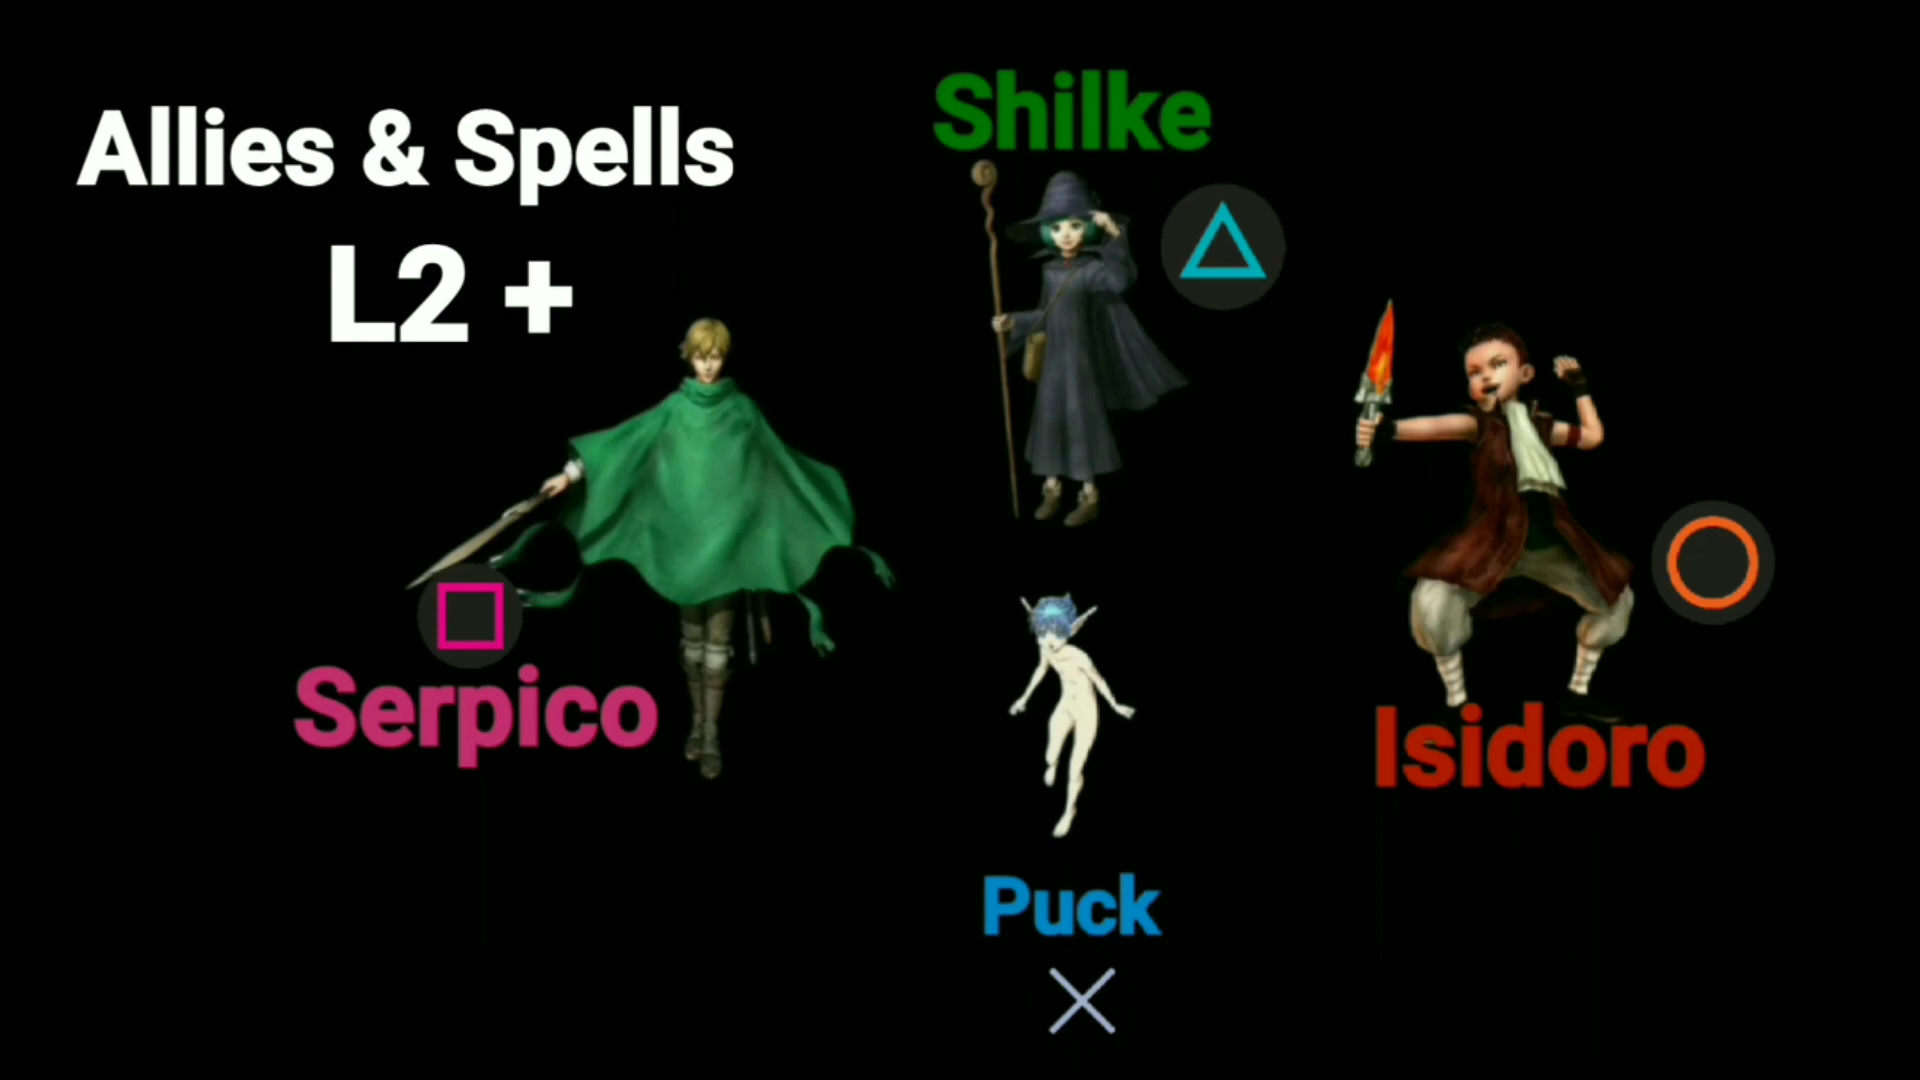 Allies & Spells
L2 +
Shilke
Serpico
Isidoro
Puck